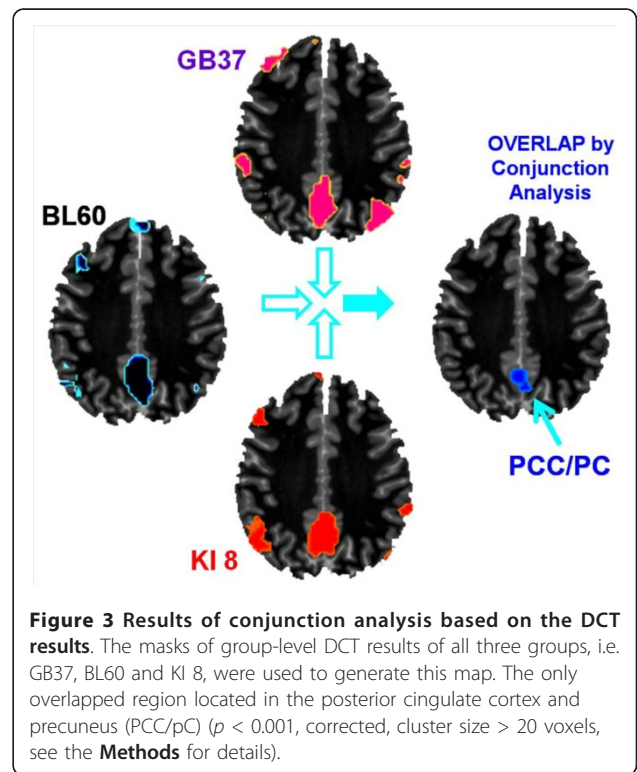 GB37
OVERLAP by
Conjunction
Analysis
BL60
PCC/PC
KI 8
Figure 3 Results of conjunction analysis based on the DCT
results. The masks of group-level DCT results of all three groups, i.e.
GB37, BL60 and KI 8, were used to generate this map. The only
overlapped region located in the posterior cingulate cortex and
precuneus (PCC/pC) (p < 0.001, corrected, cluster size > 20 voxels,
see the Methods for details).